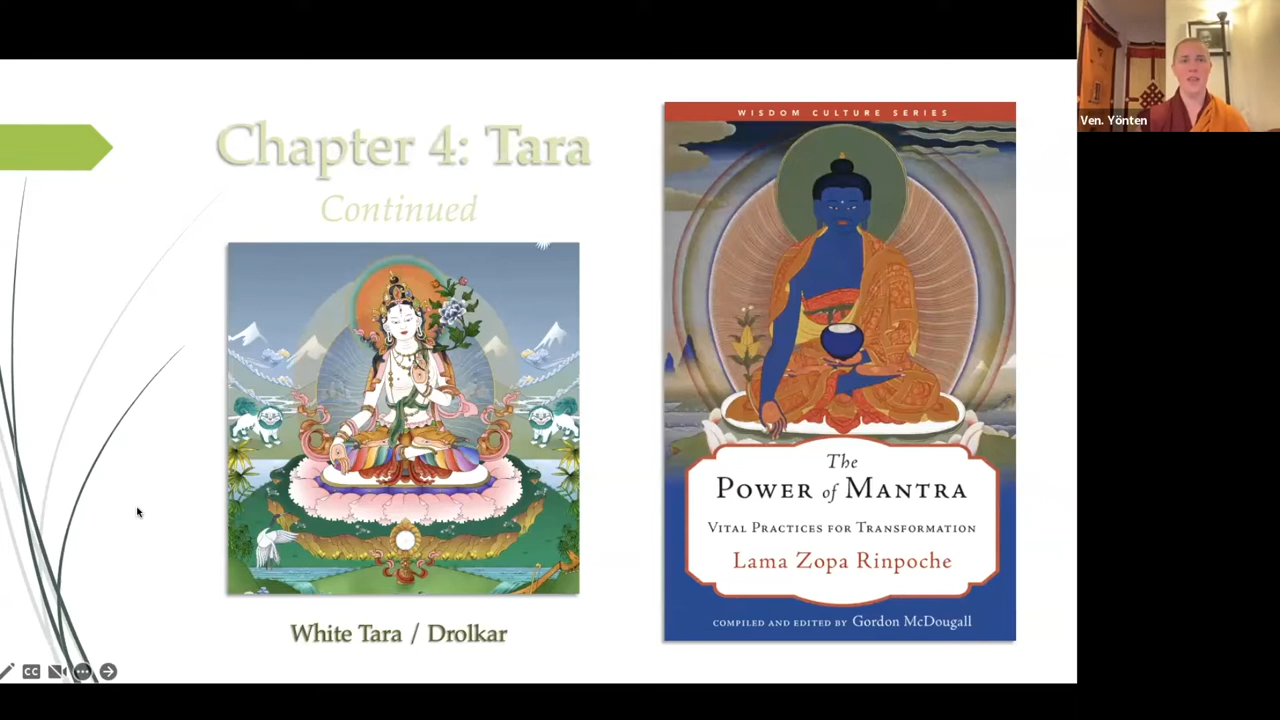 Chapter 4: Tara
Continued
White Tara / Drolkar
WISDOM CULTURE SERIES
The
POWER of MANTRA
VITAL PRACTICES FOR TRANSFORMATION
Lama Zopa Rinpoche
COMPILED AND EDITED BY Gordon McDougall
Ven. Yönten
CC